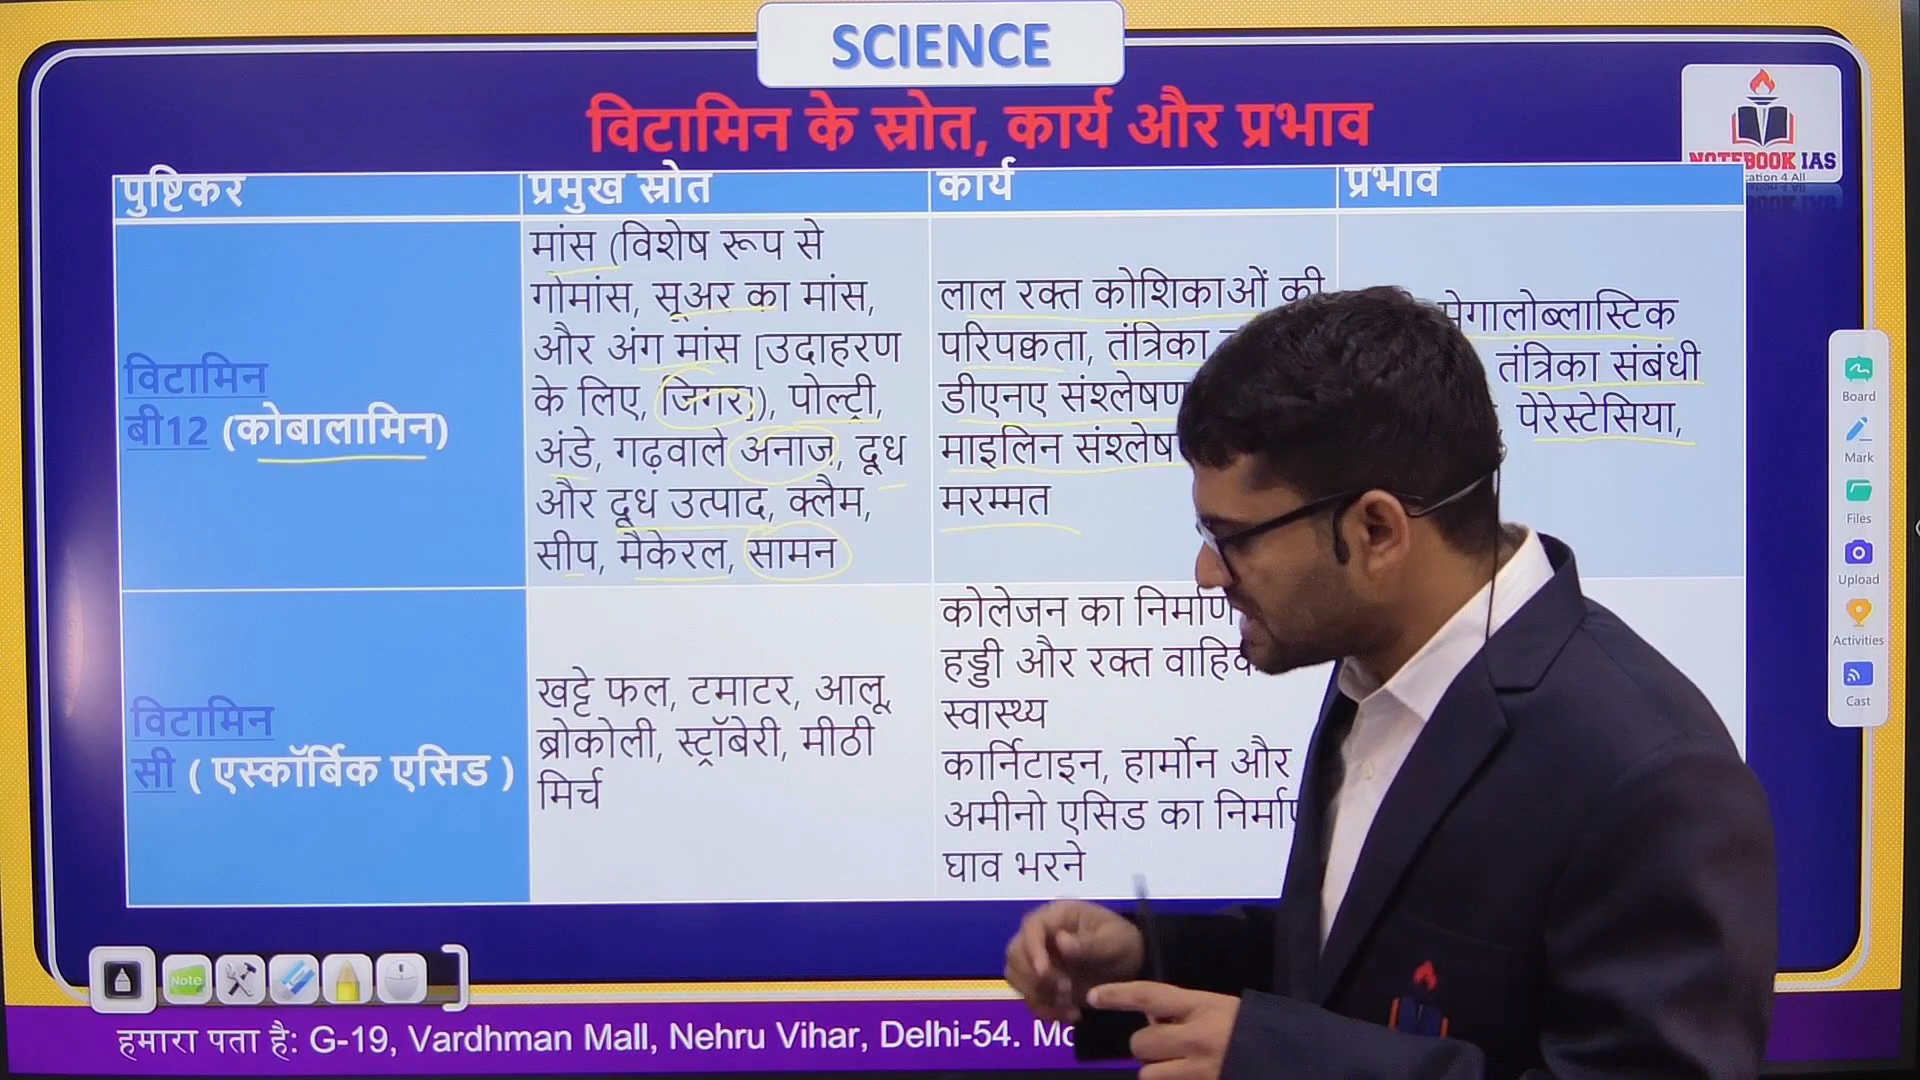 SCIENCE
विटामिन के स्रोत, कार्य और प्रभाव
NOTEBOOK IAS
पुष्टिकर
प्रमुख स्रोत
कार्य
प्रभाव
विटामिन
बी12 (कोबालामिन)
मांस (विशेष रूप से
गोमांस, सूअर का मांस,
और अंग मांस [उदाहरण
के लिए, जिगर]), पोल्ट्री,
अंडे, गढ़वाले अनाज, दूध
और दूध उत्पाद, क्लैम,
सीप, मैकेरल, सामन
लाल रक्त कोशिकाओं की
परिपक्वता, तंत्रिका
डीएनए संश्लेषण
माइलिन संश्लेष
मरम्मत
मेगालोब्लास्टिक
तंत्रिका संबंधी
पेरेस्टेसिया,
विटामिन
सी ( एस्कॉर्बिक एसिड )
खट्टे फल, टमाटर, आलू,
ब्रोकोली, स्ट्रॉबेरी, मीठी
मिर्च
कोलेजन का निर्माण
हड्डी और रक्त
स्वास्थ्य
कार्निटाइन, हार्मोन और
अमीनो एसिड का निर्माण
घाव भरने
Board
Mark
Files
Upload
Activities
Cast
Note
हमारा पता है: G-19, Vardhman Mall, Nehru Vihar, Delhi-54.